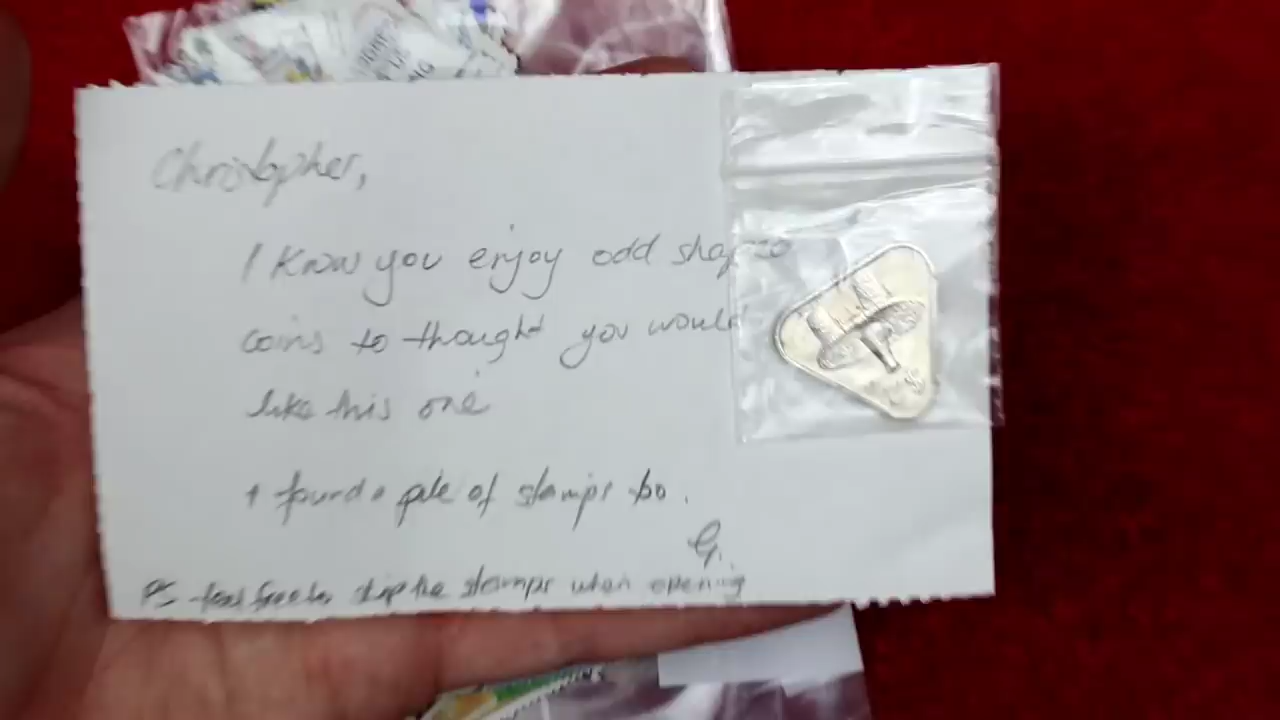 Christopher,
I know you enjoy odd shaped
coins so thought you would
like this one
+ found a pile of stamps too.
G.
PS - feel free to skip the stamps when opening